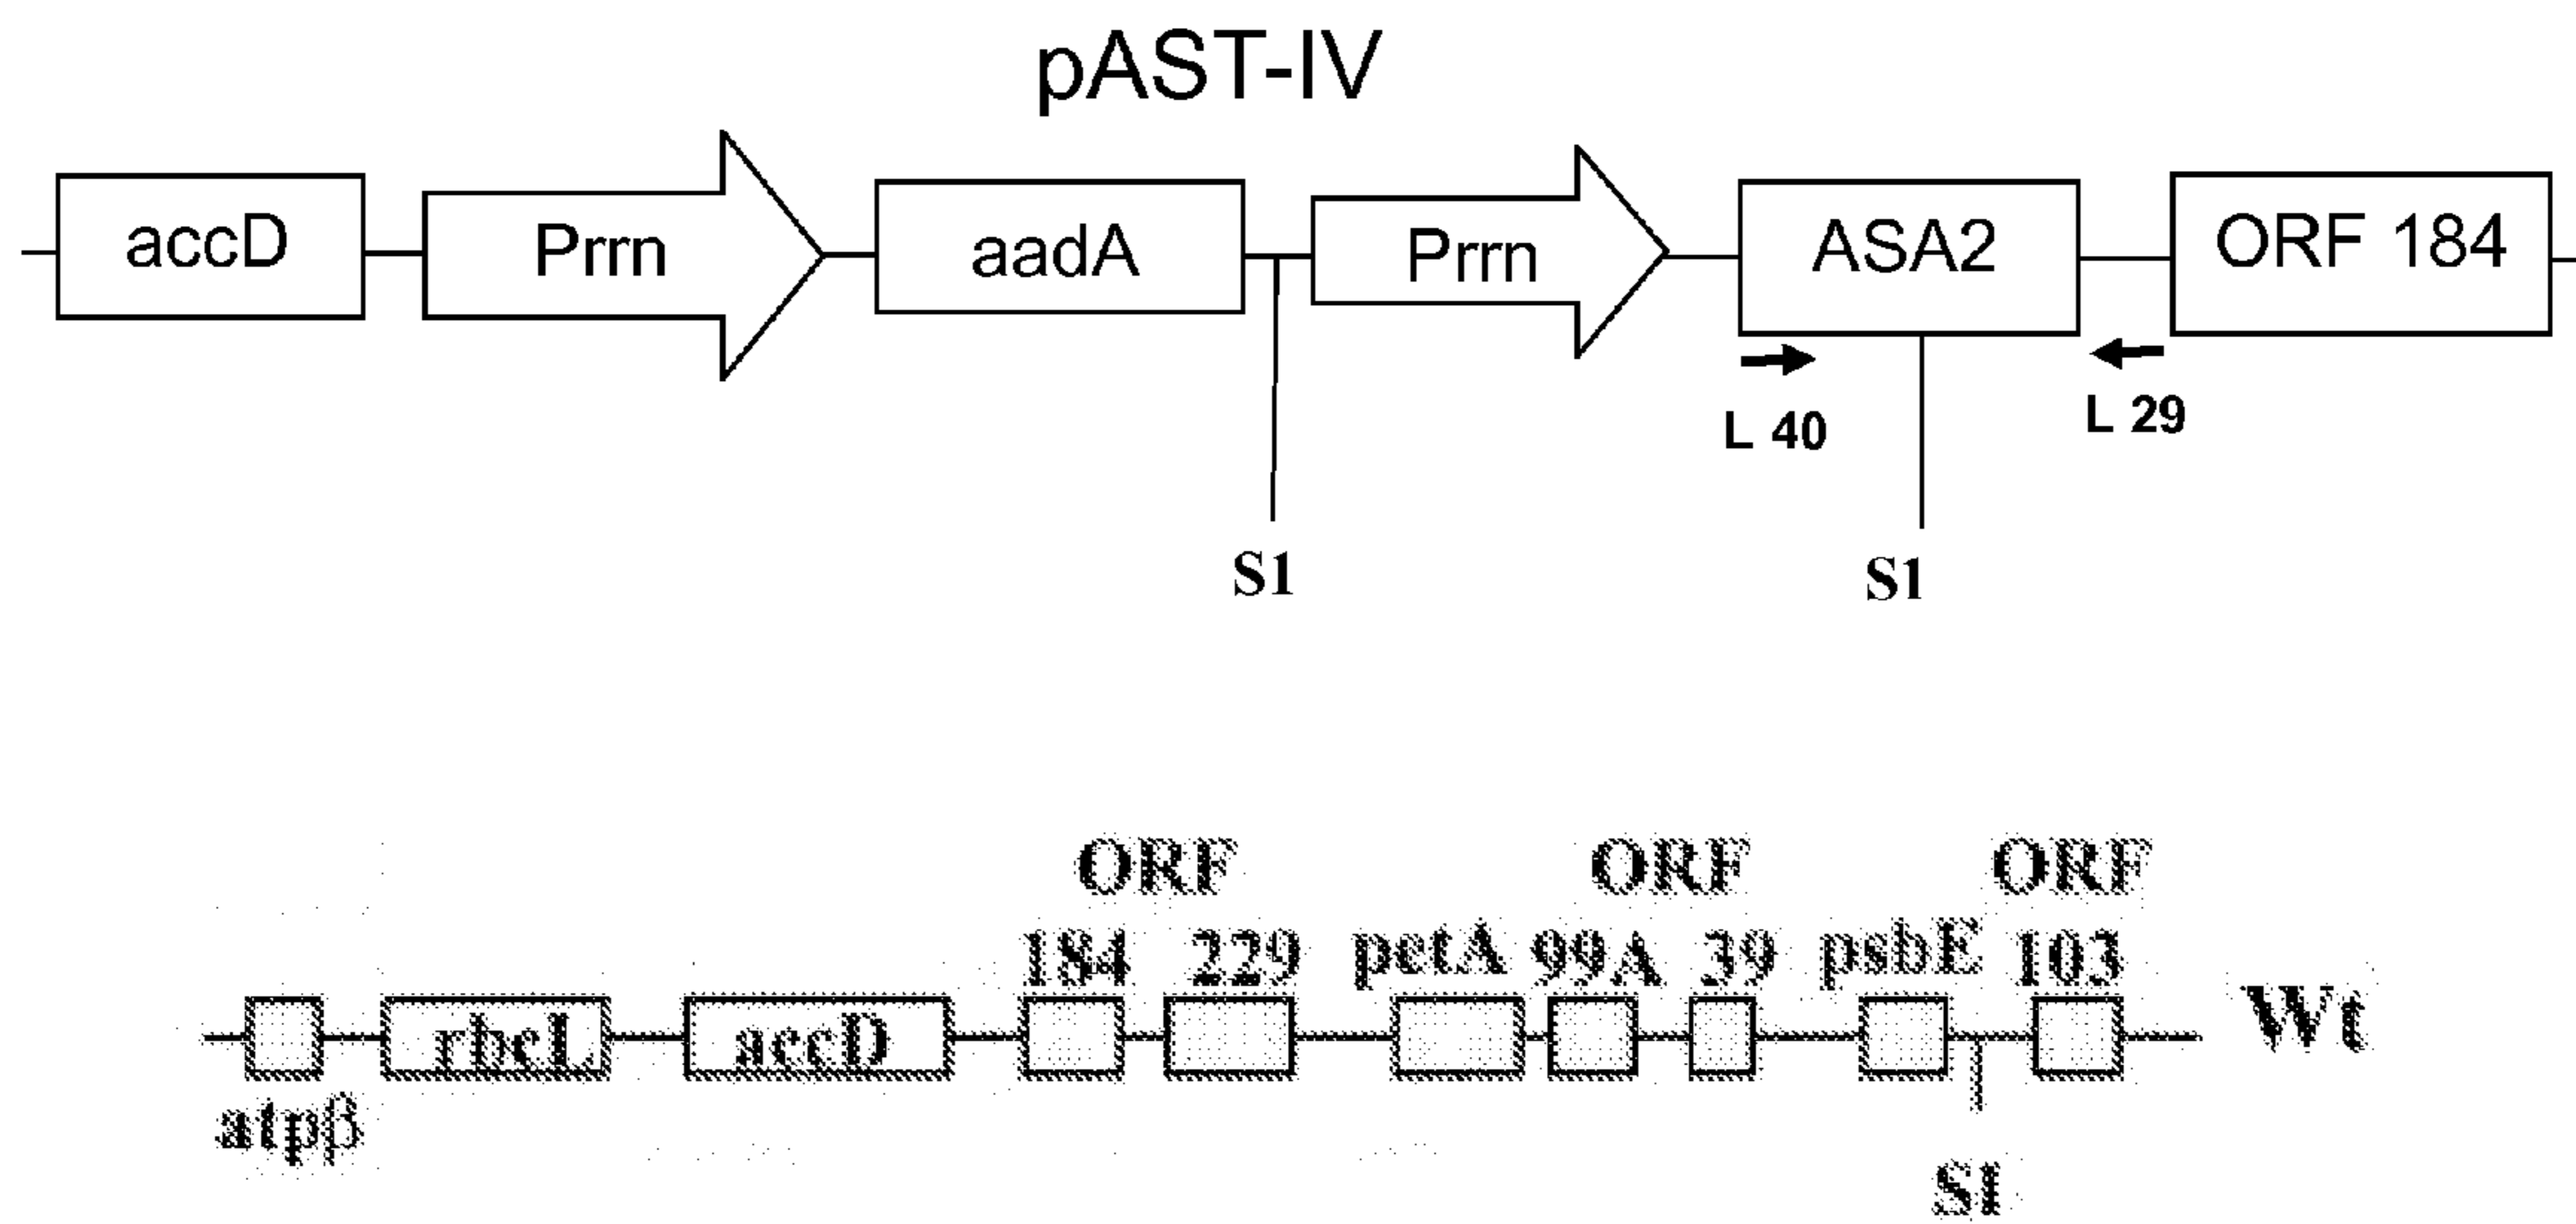 pAST-IV
accD Prrn aadA Prrn ASA2 ORF 184
L 40 L 29
S1 S1
ORF ORF ORF
184 229 petA 99A 39 psbE 103
rbcL accD Wt
atpβ
S1